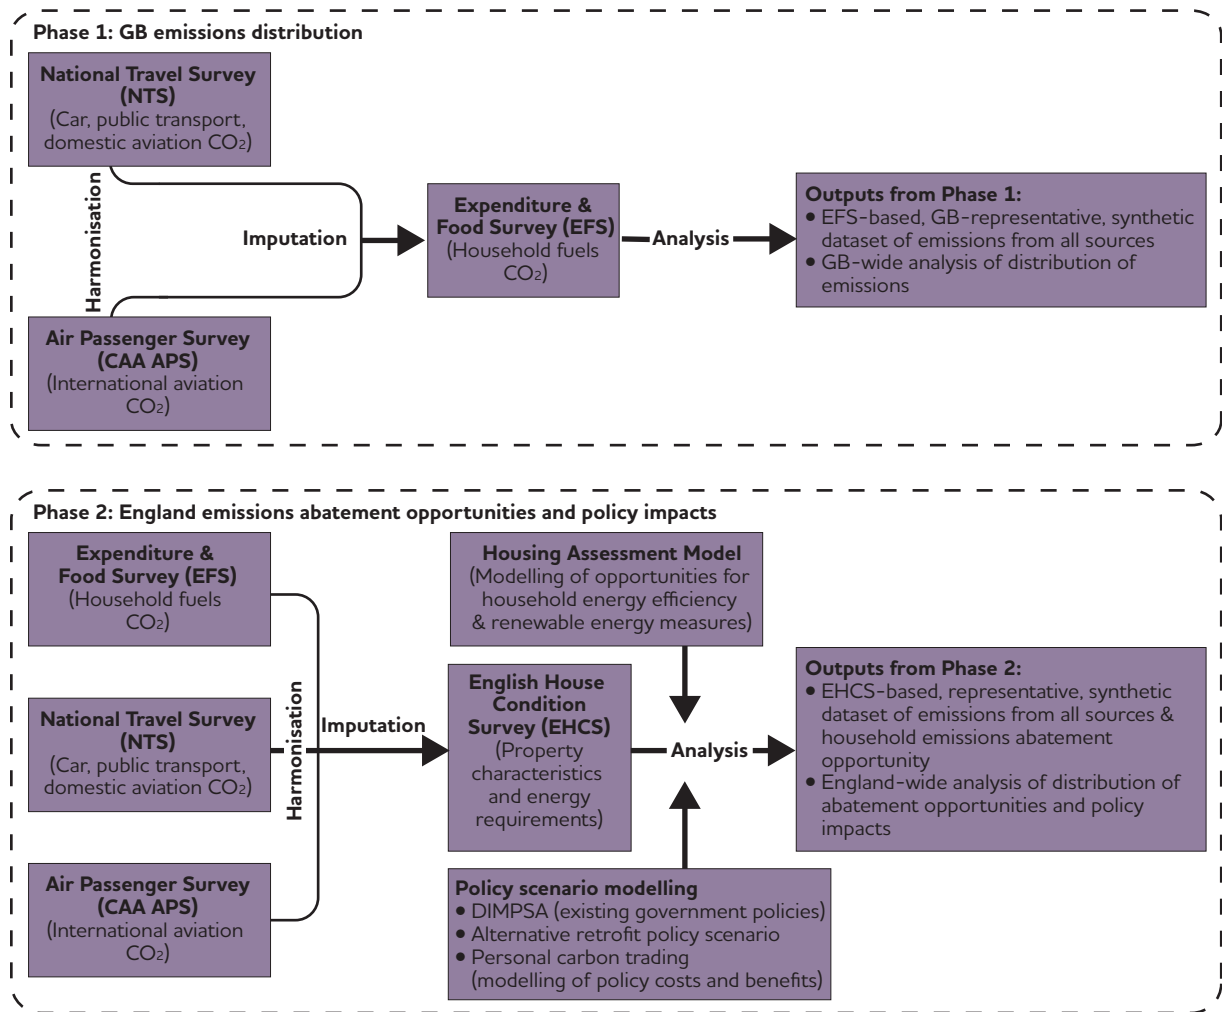 Phase 1: GB emissions distribution
National Travel Survey
(NTS)
(Car, public transport,
domestic aviation CO₂)
Harmonisation
Imputation
Air Passenger Survey
(CAA APS)
(International aviation
CO₂)
Expenditure &
Food Survey (EFS)
(Household fuels
CO₂)
Analysis
Outputs from Phase 1:
• EFS-based, GB-representative, synthetic
dataset of emissions from all sources
• GB-wide analysis of distribution of
emissions
Phase 2: England emissions abatement opportunities and policy impacts
Expenditure &
Food Survey (EFS)
(Household fuels
CO₂)
National Travel Survey
(NTS)
(Car, public transport,
domestic aviation CO₂)
Air Passenger Survey
(CAA APS)
(International aviation
CO₂)
Harmonisation
Imputation
Housing Assessment Model
(Modelling of opportunities for
household energy efficiency
& renewable energy measures)
English House
Condition
Survey (EHCS)
(Property
characteristics
and energy
requirements)
Analysis
Policy scenario modelling
• DIMPSA (existing government policies)
• Alternative retrofit policy scenario
• Personal carbon trading
(modelling of policy costs and benefits)
Outputs from Phase 2:
• EHCS-based, representative, synthetic
dataset of emissions from all sources &
household emissions abatement
opportunity
• England-wide analysis of distribution of
abatement opportunities and policy
impacts